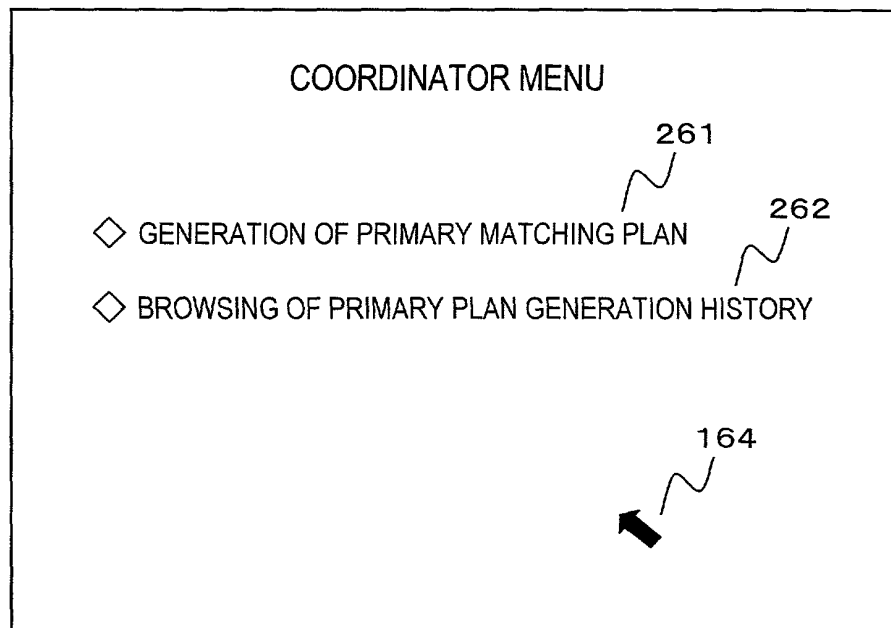 COORDINATOR MENU
261
◇ GENERATION OF PRIMARY MATCHING PLAN
262
◇ BROWSING OF PRIMARY PLAN GENERATION HISTORY
164